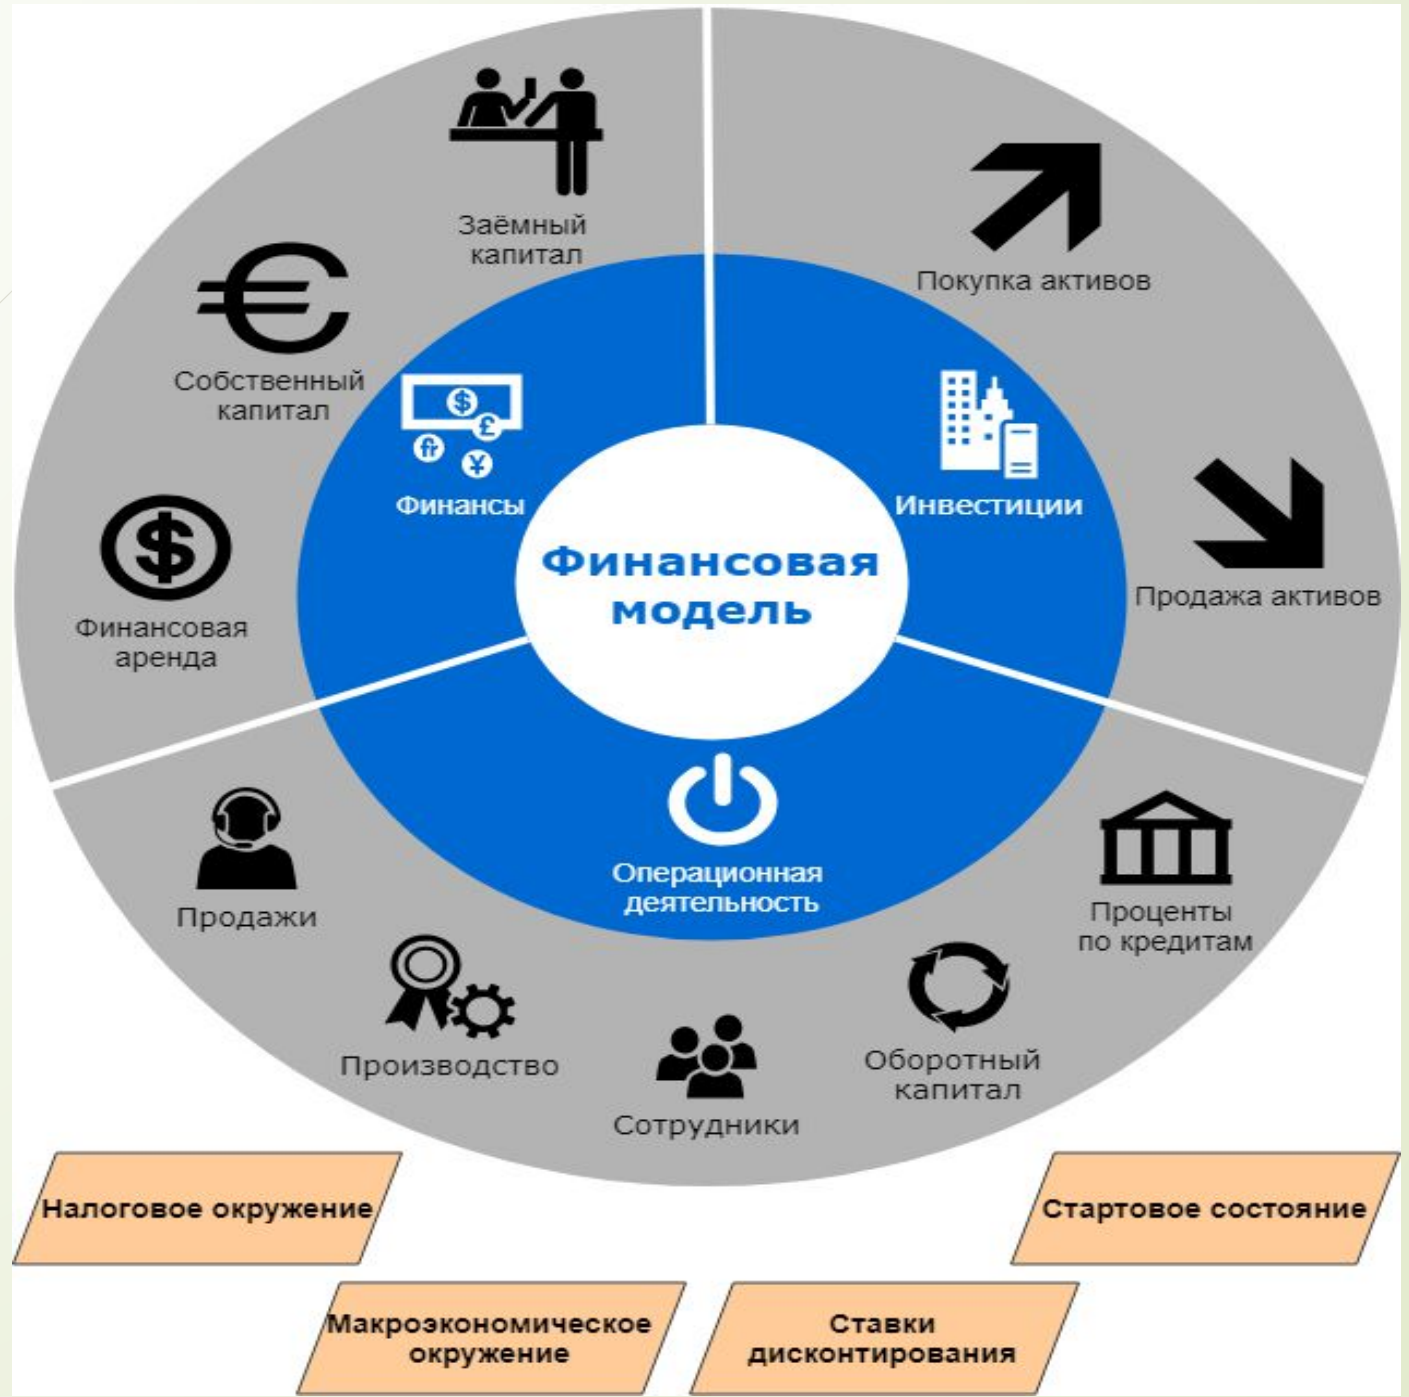 Заёмный
капитал
Покупка активов
Собственный
капитал
Финансы
Инвестиции
Финансовая
модель
Продажа активов
Финансовая
аренда
Операционная
деятельность
Продажи
Проценты
по кредитам
Производство
Оборотный
капитал
Сотрудники
Налоговое окружение
Стартовое состояние
Макроэкономическое
окружение
Ставки
дисконтирования